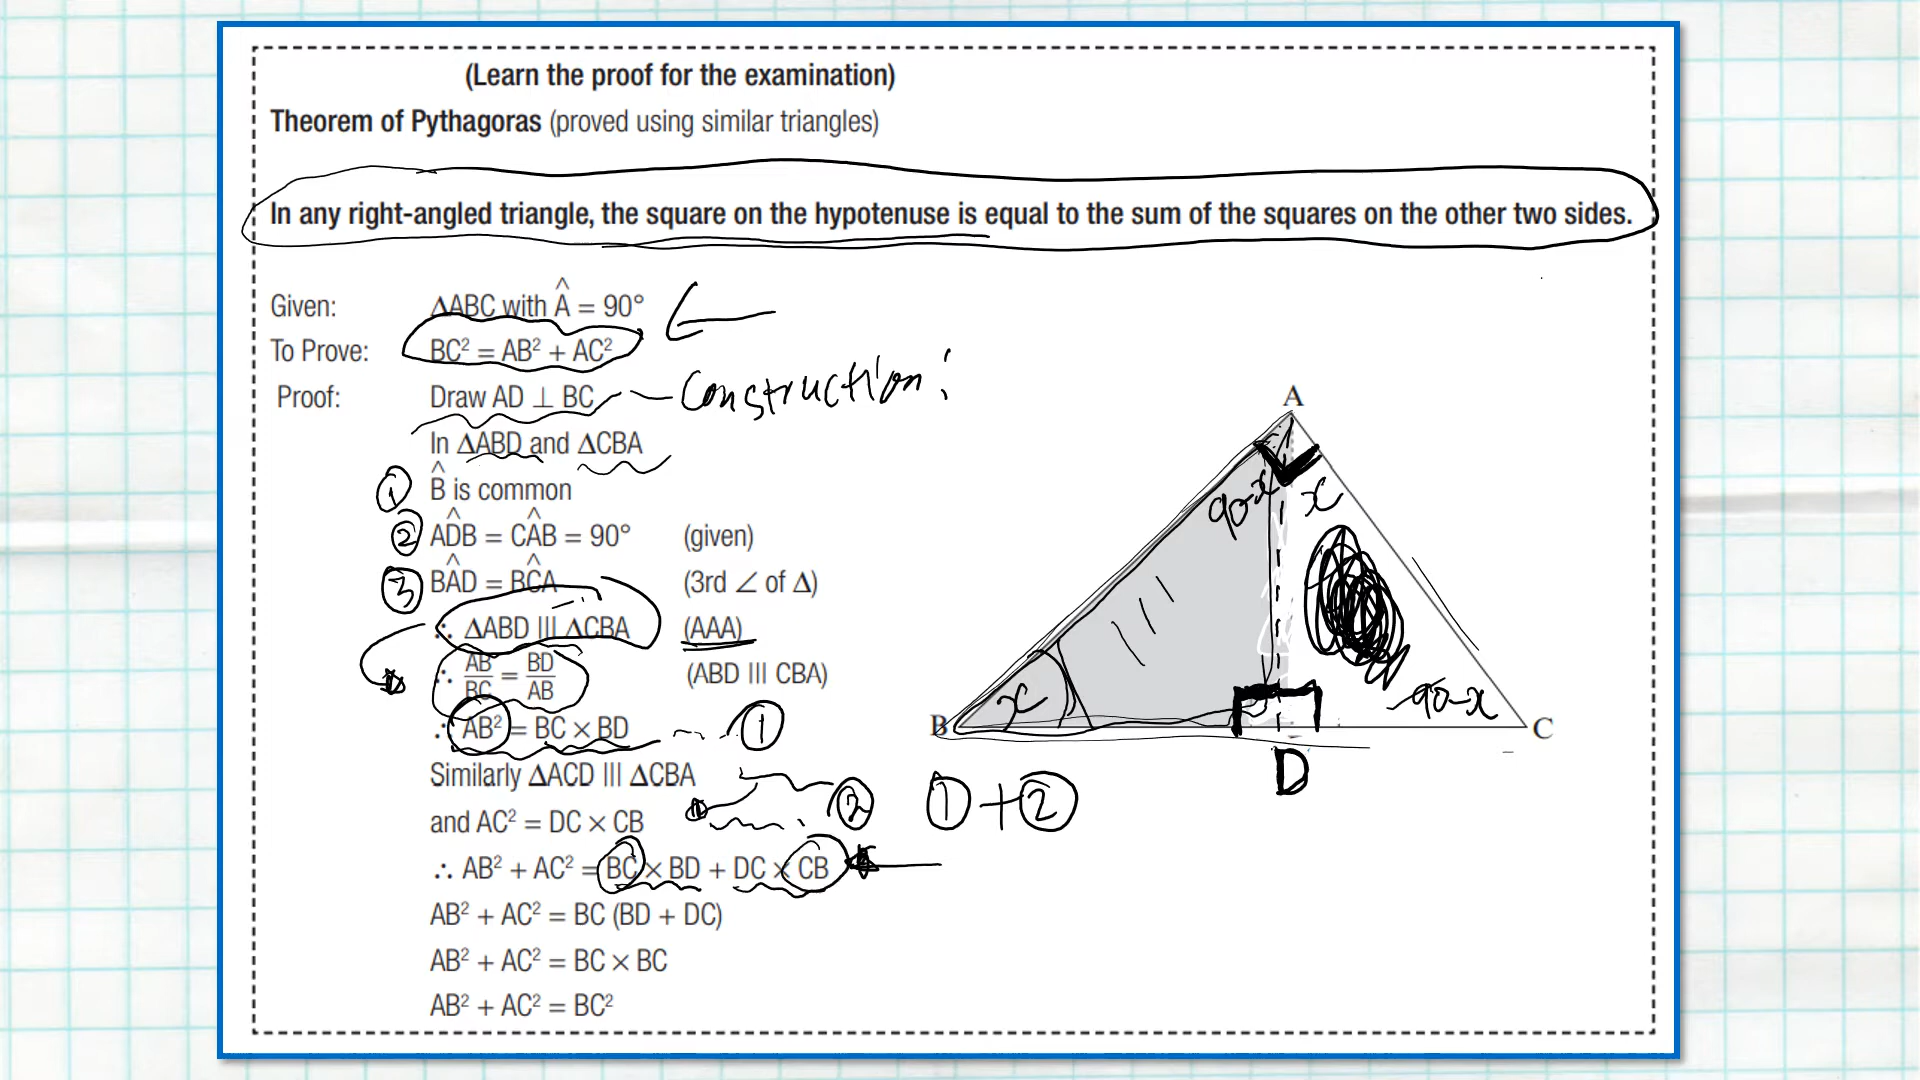 (Learn the proof for the examination)
Theorem of Pythagoras (proved using similar triangles)
In any right-angled triangle, the square on the hypotenuse is equal to the sum of the squares on the other two sides.
Given: ΔABC with Â = 90°
To Prove: BC² = AB² + AC²
Proof: Draw AD ⊥ BC Construction:
In ΔABD and ΔCBA
① B̂ is common
② AD̂B = CÂB = 90° (given)
③ BÂD = BĈA (3rd ∠ of Δ)
∴ ΔABD ||| ΔCBA (AAA)
∴ AB/BC = BD/AB (ABD ||| CBA)
∴ AB² = BC × BD ①
Similarly ΔACD ||| ΔCBA
and AC² = DC × CB ② ① + ②
∴ AB² + AC² = BC × BD + DC × CB
AB² + AC² = BC (BD + DC)
AB² + AC² = BC × BC
AB² + AC² = BC²
A
90-x x
x 90-x
B C
D